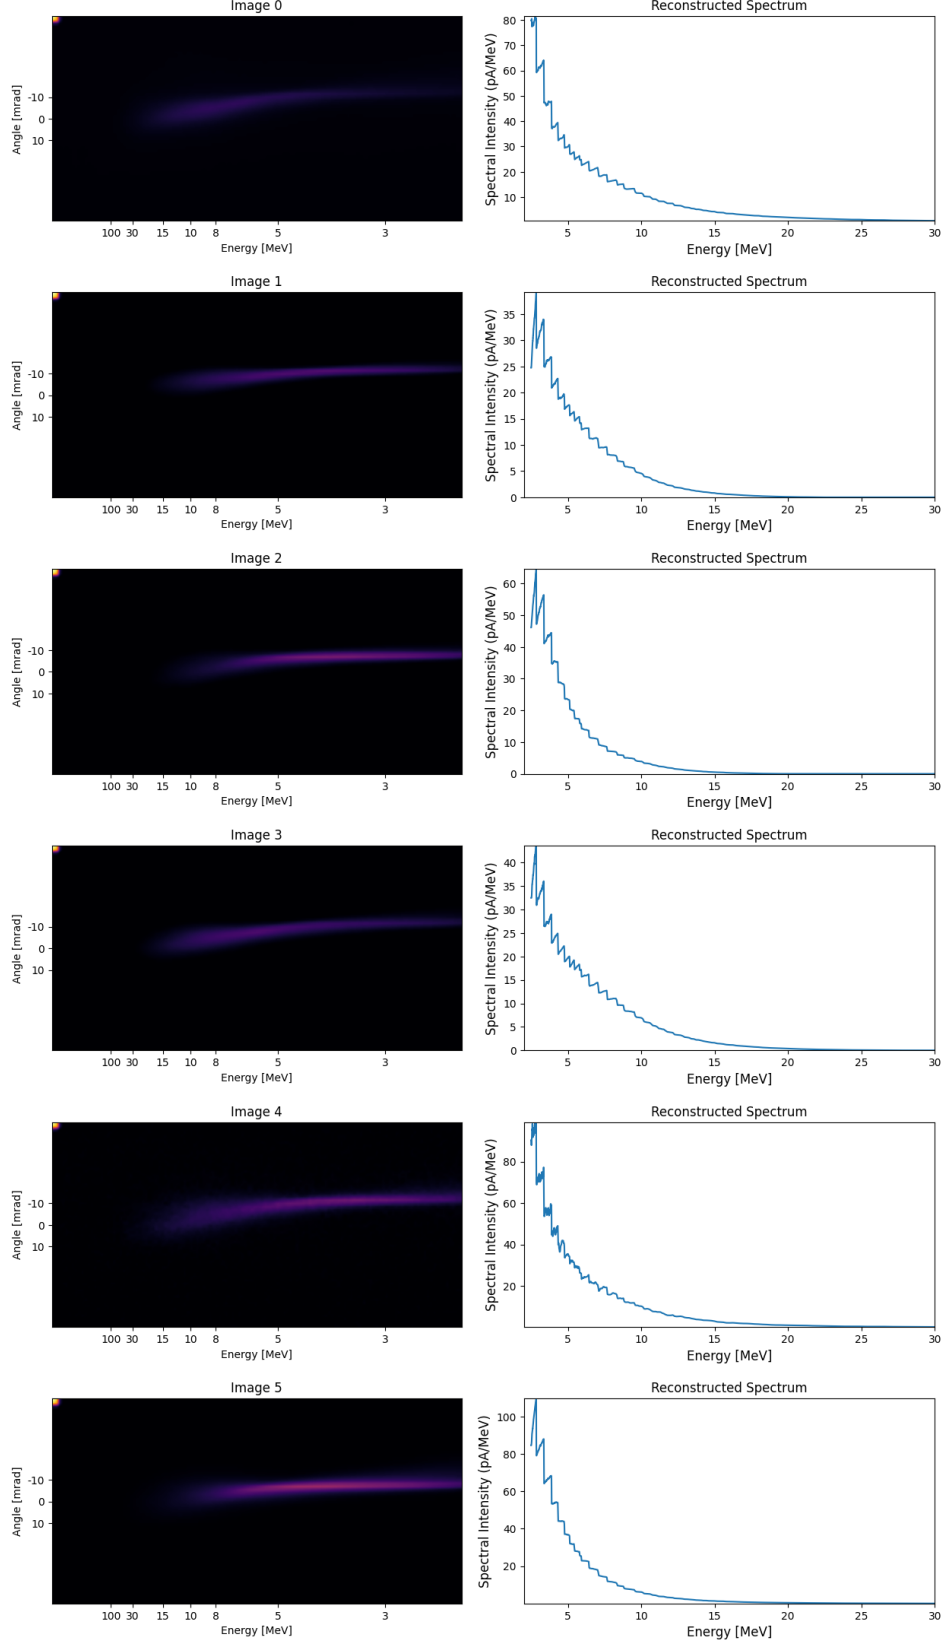 Image 0
Reconstructed Spectrum
Angle [mrad]
-10
0
10
100 30 15 10 8 5 3
Energy [MeV]
Spectral Intensity (pA/MeV)
80
70
60
50
40
30
20
10
5 10 15 20 25 30
Energy [MeV]
Image 1
Reconstructed Spectrum
Angle [mrad]
-10
0
10
100 30 15 10 8 5 3
Energy [MeV]
Spectral Intensity (pA/MeV)
35
30
25
20
15
10
5
0
5 10 15 20 25 30
Energy [MeV]
Image 2
Reconstructed Spectrum
Angle [mrad]
-10
0
10
100 30 15 10 8 5 3
Energy [MeV]
Spectral Intensity (pA/MeV)
60
50
40
30
20
10
0
5 10 15 20 25 30
Energy [MeV]
Image 3
Reconstructed Spectrum
Angle [mrad]
-10
0
10
100 30 15 10 8 5 3
Energy [MeV]
Spectral Intensity (pA/MeV)
40
35
30
25
20
15
10
5
0
5 10 15 20 25 30
Energy [MeV]
Image 4
Reconstructed Spectrum
Angle [mrad]
-10
0
10
100 30 15 10 8 5 3
Energy [MeV]
Spectral Intensity (pA/MeV)
80
60
40
20
5 10 15 20 25 30
Energy [MeV]
Image 5
Reconstructed Spectrum
Angle [mrad]
-10
0
10
100 30 15 10 8 5 3
Energy [MeV]
Spectral Intensity (pA/MeV)
100
80
60
40
20
5 10 15 20 25 30
Energy [MeV]